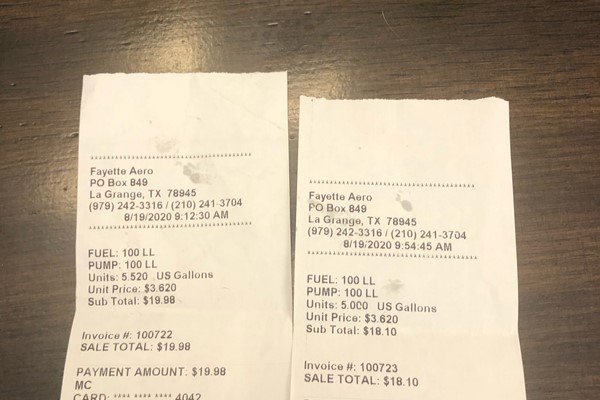 Fayette Aero
PO Box 849
La Grange, TX 78945
(979) 242-3316 / (210) 241-3704
8/19/2020 9:12:30 AM
FUEL: 100 LL
PUMP: 100 LL
Units: 5.520 US Gallons
Unit Price: $3.620
Sub Total: $19.98
Invoice #: 100722
SALE TOTAL: $19.98
PAYMENT AMOUNT: $19.98
MC
CARD: **** **** **** 4042
Fayette Aero
PO Box 849
La Grange, TX 78945
(979) 242-3316 / (210) 241-3704
8/19/2020 9:54:45 AM
FUEL: 100 LL
PUMP: 100 LL
Units: 5.000 US Gallons
Unit Price: $3.620
Sub Total: $18.10
Invoice #: 100723
SALE TOTAL: $18.10